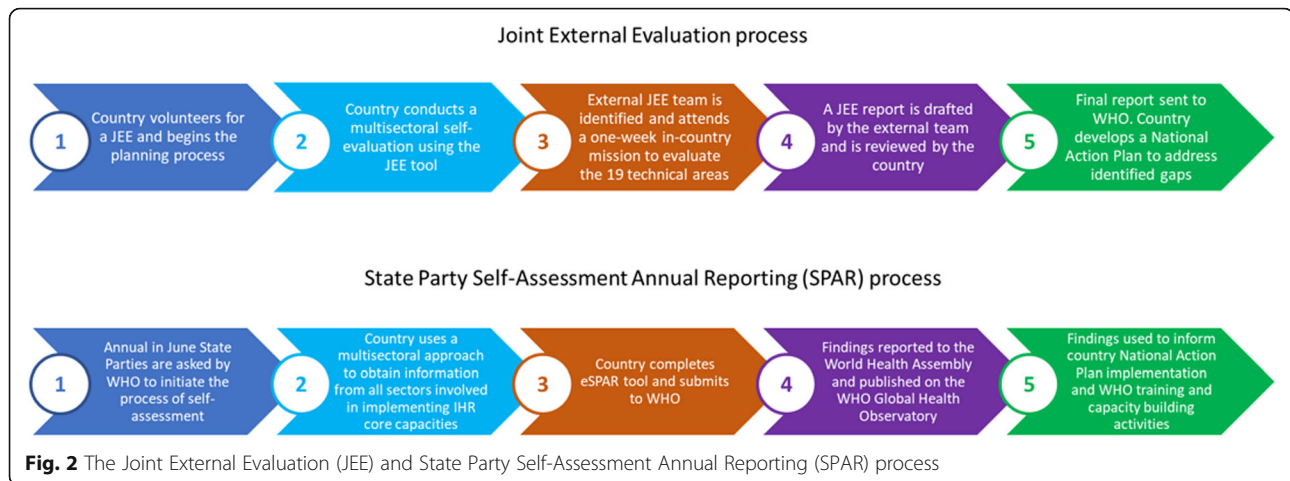 Joint External Evaluation process
1
Country volunteers for
a JEE and begins the
planning process
2
Country conducts a
multisectoral self-
evaluation using the
JEE tool
3
External JEE team is
identified and attends
a one-week in-country
mission to evaluate
the 19 technical areas
4
A JEE report is drafted
by the external team
and is reviewed by the
country
5
Final report sent to
WHO. Country
develops a National
Action Plan to address
identified gaps
State Party Self-Assessment Annual Reporting (SPAR) process
1
Annual in June State
Parties are asked by
WHO to initiate the
process of self-
assessment
2
Country uses a
multisectoral approach
to obtain information
from all sectors involved
in implementing IHR
core capacities
3
Country completes
eSPAR tool and submits
to WHO
4
Findings reported to the
World Health Assembly
and published on the
WHO Global Health
Observatory
5
Findings used to inform
country National Action
Plan implementation
and WHO training and
capacity building
activities
Fig. 2 The Joint External Evaluation (JEE) and State Party Self-Assessment Annual Reporting (SPAR) process